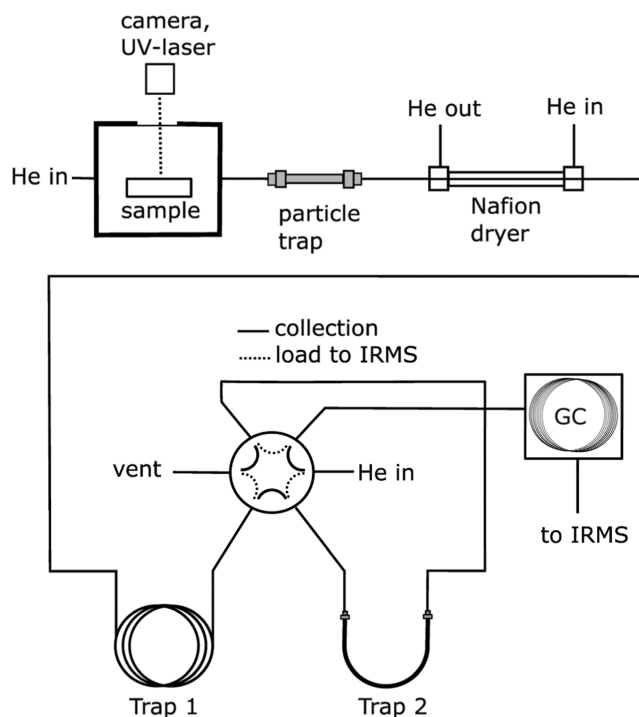 camera,
UV-laser
He out
He in
He in
sample
particle
trap
Nafion
dryer
collection
load to IRMS
GC
vent
He in
to IRMS
Trap 1
Trap 2